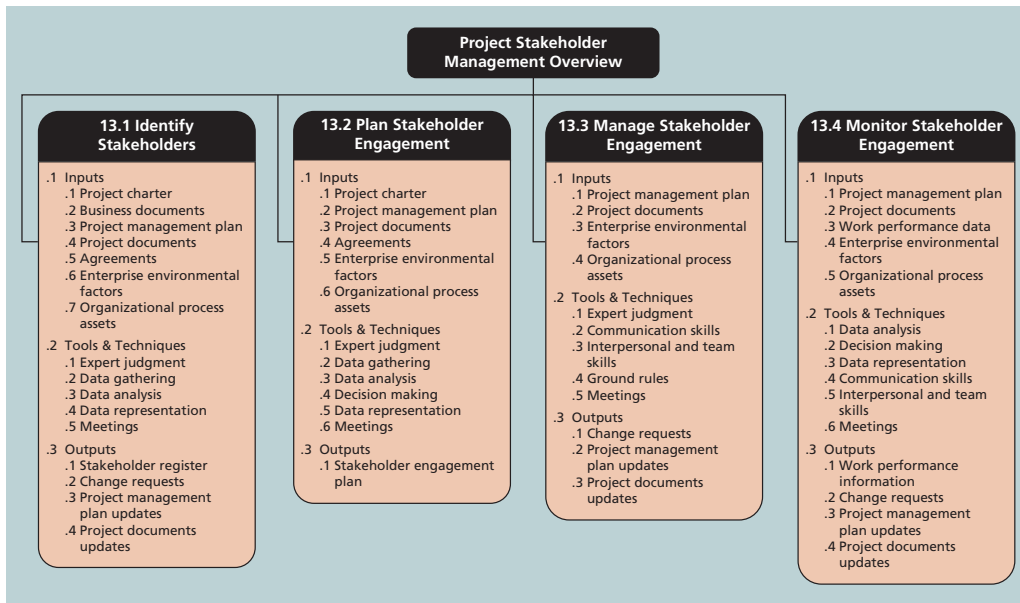 Project Stakeholder
Management Overview
13.1 Identify
Stakeholders
.1 Inputs
.1 Project charter
.2 Business documents
.3 Project management plan
.4 Project documents
.5 Agreements
.6 Enterprise environmental
factors
.7 Organizational process
assets
.2 Tools & Techniques
.1 Expert judgment
.2 Data gathering
.3 Data analysis
.4 Data representation
.5 Meetings
.3 Outputs
.1 Stakeholder register
.2 Change requests
.3 Project management
plan updates
.4 Project documents
updates
13.2 Plan Stakeholder
Engagement
.1 Inputs
.1 Project charter
.2 Project management plan
.3 Project documents
.4 Agreements
.5 Enterprise environmental
factors
.6 Organizational process
assets
.2 Tools & Techniques
.1 Expert judgment
.2 Data gathering
.3 Data analysis
.4 Decision making
.5 Data representation
.6 Meetings
.3 Outputs
.1 Stakeholder engagement
plan
13.3 Manage Stakeholder
Engagement
.1 Inputs
.1 Project management plan
.2 Project documents
.3 Enterprise environmental
factors
.4 Organizational process
assets
.2 Tools & Techniques
.1 Expert judgment
.2 Communication skills
.3 Interpersonal and team
skills
.4 Ground rules
.5 Meetings
.3 Outputs
.1 Change requests
.2 Project management
plan updates
.3 Project documents
updates
13.4 Monitor Stakeholder
Engagement
.1 Inputs
.1 Project management plan
.2 Project documents
.3 Work performance data
.4 Enterprise environmental
factors
.5 Organizational process
assets
.2 Tools & Techniques
.1 Data analysis
.2 Decision making
.3 Data representation
.4 Communication skills
.5 Interpersonal and team
skills
.6 Meetings
.3 Outputs
.1 Work performance
information
.2 Change requests
.3 Project management
plan updates
.4 Project documents
updates